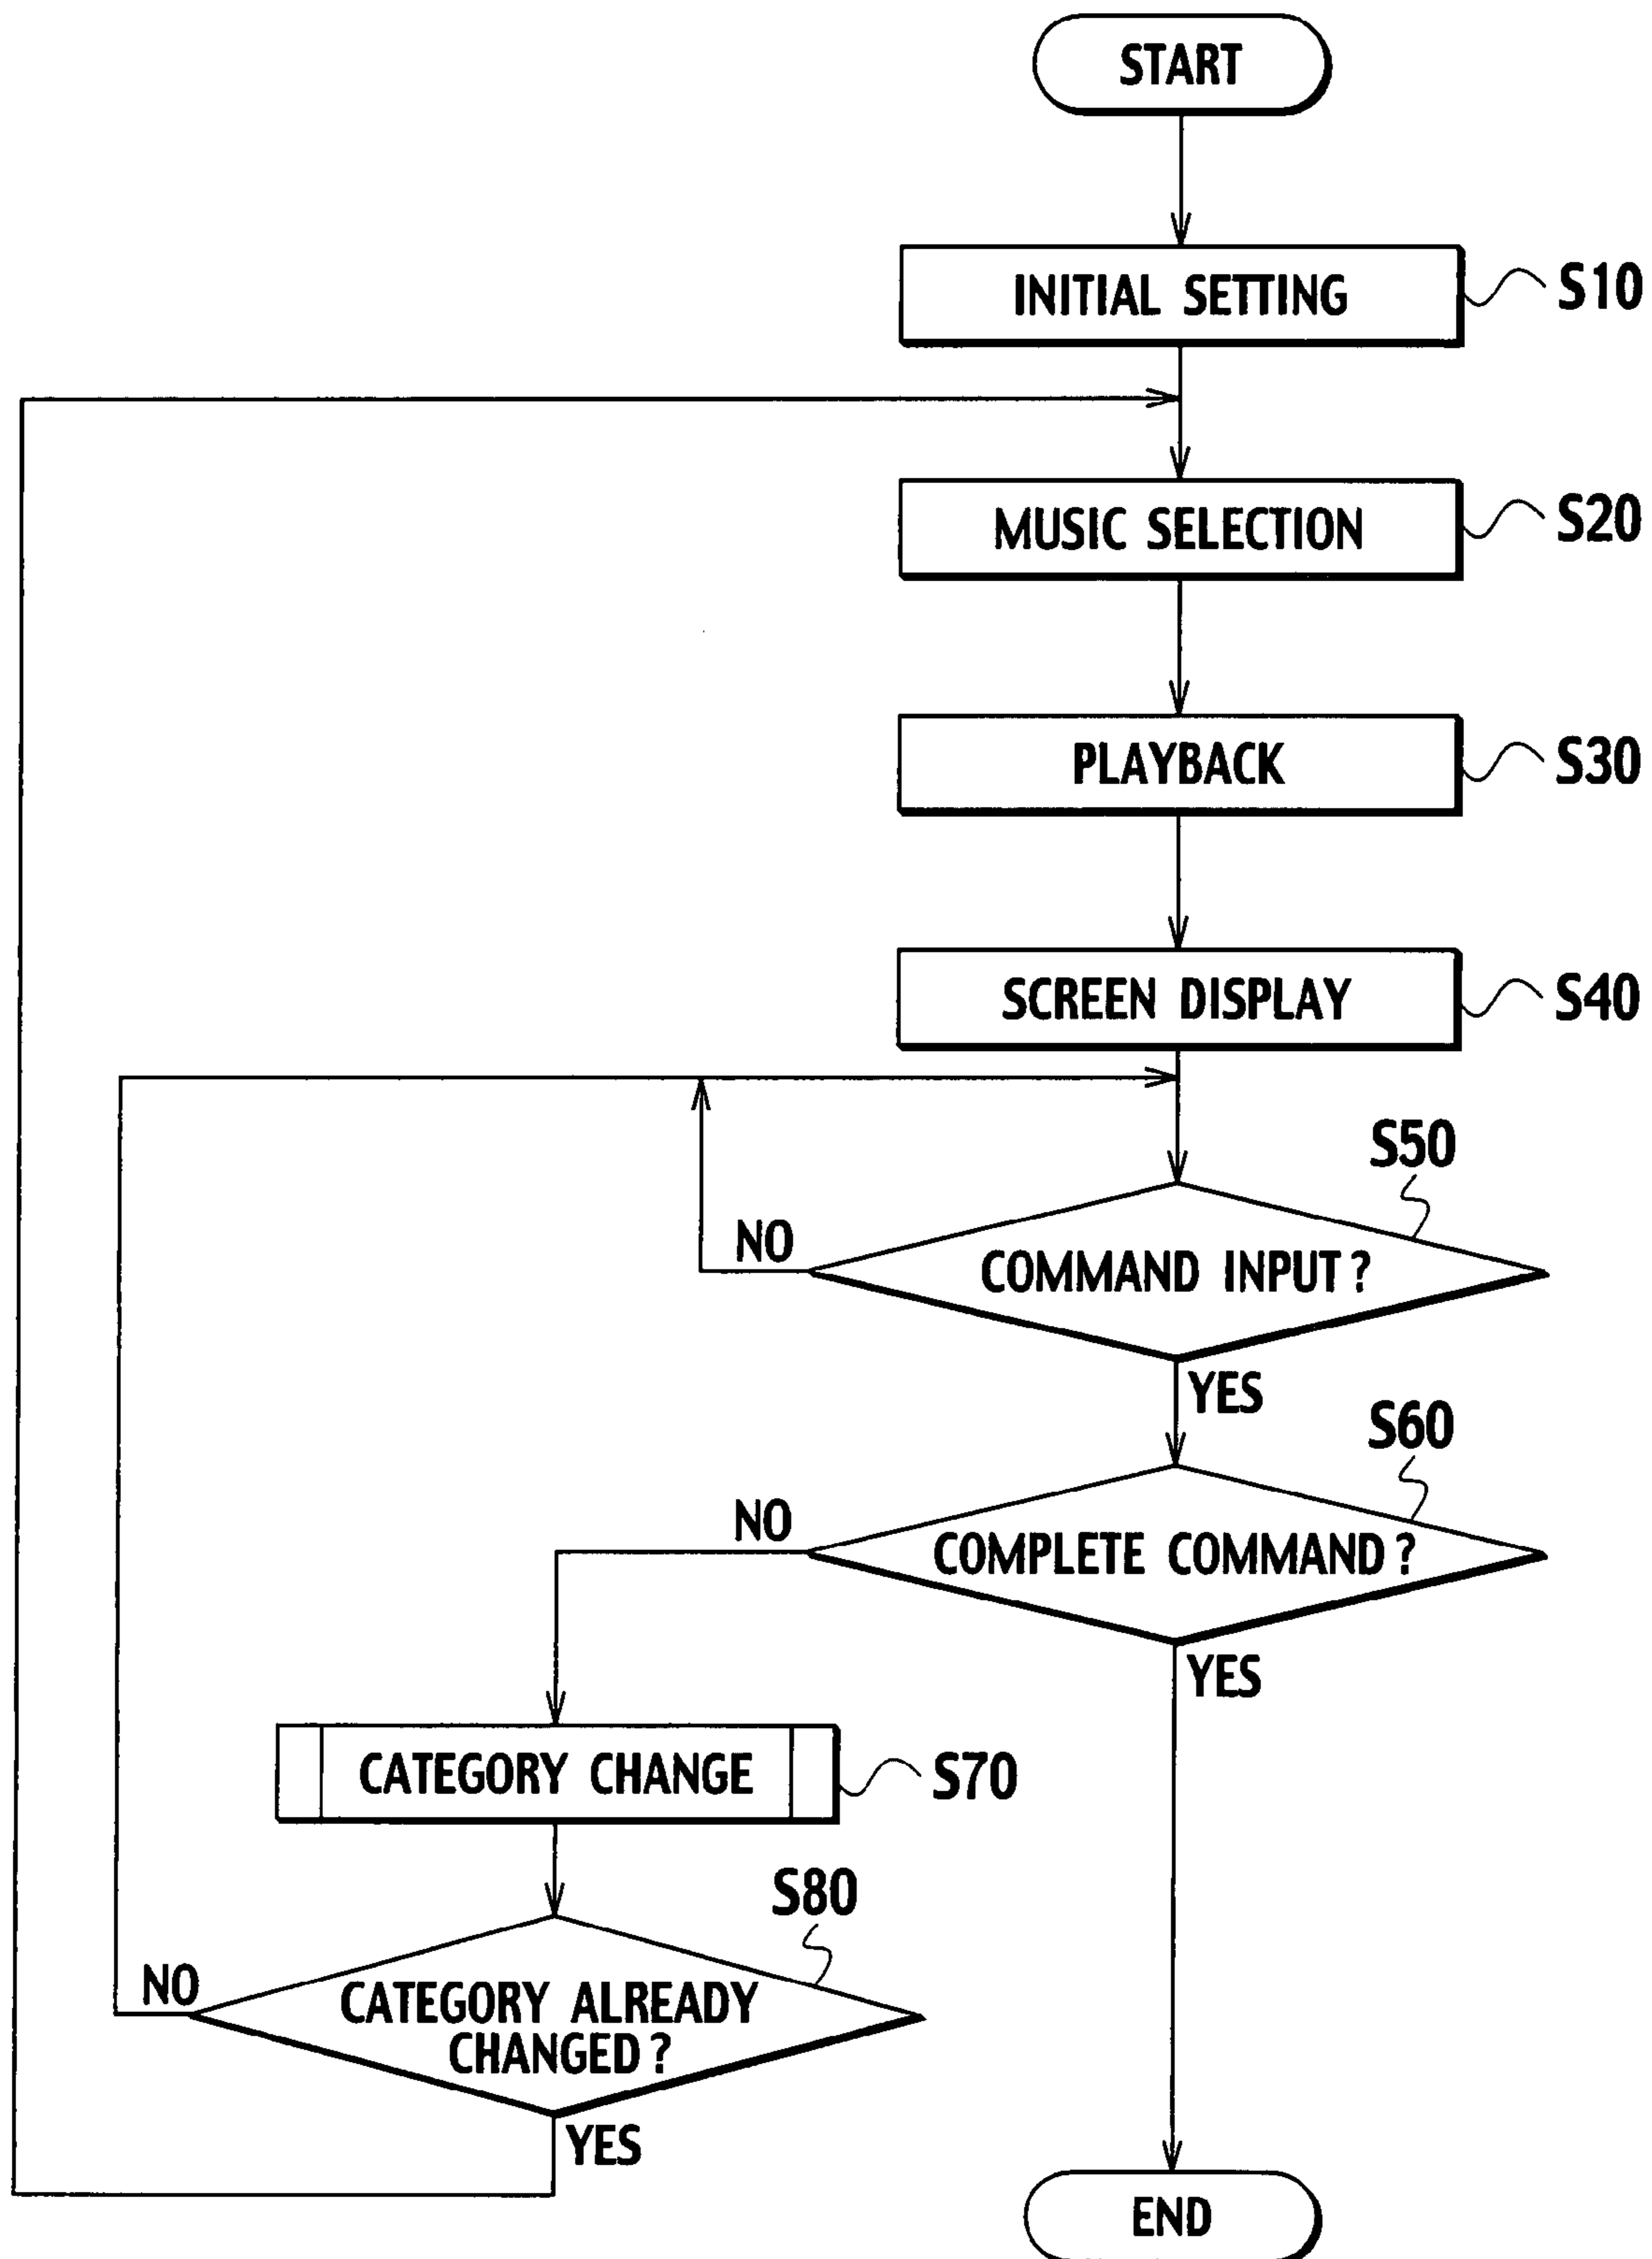 START
INITIAL SETTING
S10
MUSIC SELECTION
S20
PLAYBACK
S30
SCREEN DISPLAY
S40
S50
NO
COMMAND INPUT?
YES
S60
NO
COMPLETE COMMAND?
YES
CATEGORY CHANGE
S70
S80
NO
CATEGORY ALREADY
CHANGED?
YES
END